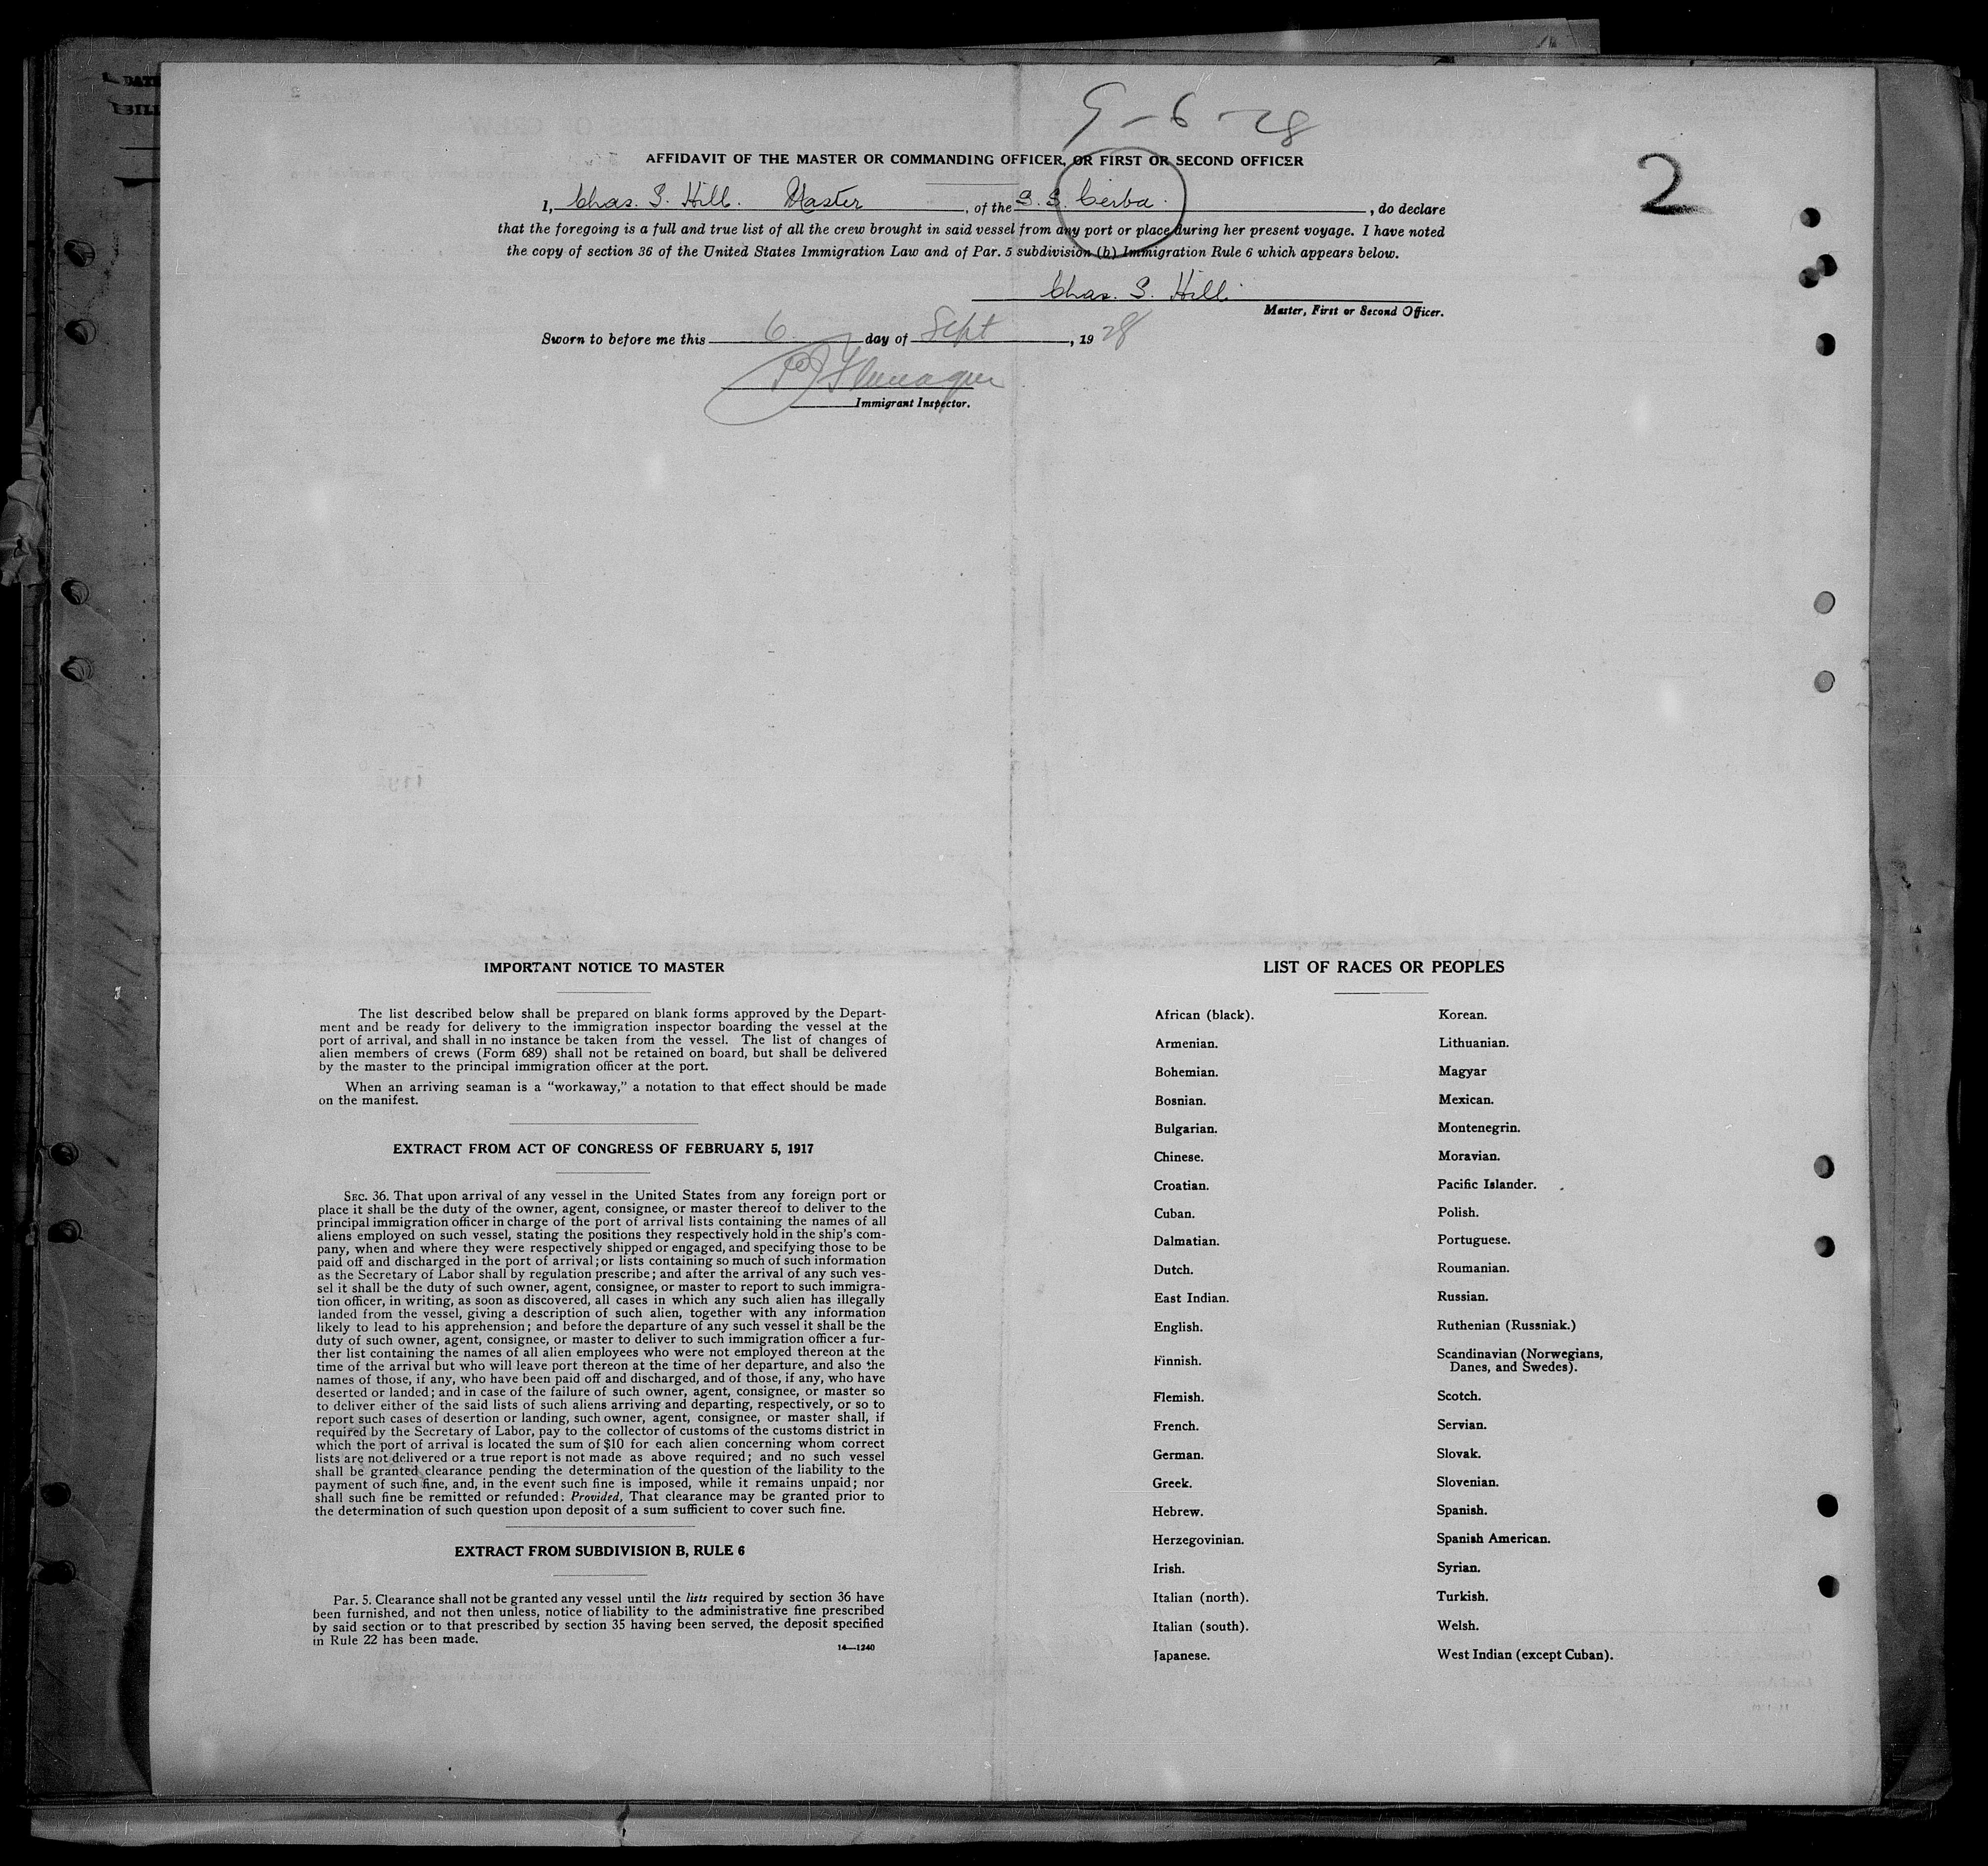 9-6-28
2
AFFIDAVIT OF THE MASTER OR COMMANDING OFFICER, OR FIRST OR SECOND OFFICER
I, Chas. S. Hill. Master, of the S. S. Ceiba., do declare
that the foregoing is a full and true list of all the crew brought in said vessel from any port or place during her present voyage. I have noted
the copy of section 36 of the United States Immigration Law and of Par. 5 subdivision (b) Immigration Rule 6 which appears below.
Chas. S. Hill.
Master, First or Second Officer.
Sworn to before me this 6 day of Sept, 1928
Immigrant Inspector.
IMPORTANT NOTICE TO MASTER
The list described below shall be prepared on blank forms approved by the Depart-
ment and be ready for delivery to the immigration inspector boarding the vessel at the
port of arrival, and shall in no instance be taken from the vessel. The list of changes of
alien members of crews (Form 689) shall not be retained on board, but shall be delivered
by the master to the principal immigration officer at the port.
When an arriving seaman is a “workaway,” a notation to that effect should be made
on the manifest.
EXTRACT FROM ACT OF CONGRESS OF FEBRUARY 5, 1917
SEC. 36. That upon arrival of any vessel in the United States from any foreign port or
place it shall be the duty of the owner, agent, consignee, or master thereof to deliver to the
principal immigration officer in charge of the port of arrival lists containing the names of all
aliens employed on such vessel, stating the positions they respectively hold in the ship's com-
pany, when and where they were respectively shipped or engaged, and specifying those to be
paid off and discharged in the port of arrival; or lists containing so much of such information
as the Secretary of Labor shall by regulation prescribe; and after the arrival of any such ves-
sel it shall be the duty of such owner, agent, consignee, or master to report to such immigra-
tion officer, in writing, as soon as discovered, all cases in which any such alien has illegally
landed from the vessel, giving a description of such alien, together with any information
likely to lead to his apprehension; and before the departure of any such vessel it shall be the
duty of such owner, agent, consignee, or master to deliver to such immigration officer a fur-
ther list containing the names of all alien employees who were not employed thereon at the
time of the arrival but who will leave port thereon at the time of her departure, and also the
names of those, if any, who have been paid off and discharged, and of those, if any, who have
deserted or landed; and in case of the failure of such owner, agent, consignee, or master so
to deliver either of the said lists of such aliens arriving and departing, respectively, or so to
report such cases of desertion or landing, such owner, agent, consignee, or master shall, if
required by the Secretary of Labor, pay to the collector of customs of the customs district in
which the port of arrival is located the sum of $10 for each alien concerning whom correct
lists are not delivered or a true report is not made as above required; and no such vessel
shall be granted clearance pending the determination of the question of the liability to the
payment of such fine, and, in the event such fine is imposed, while it remains unpaid; nor
shall such fine be remitted or refunded: Provided, That clearance may be granted prior to
the determination of such question upon deposit of a sum sufficient to cover such fine.
EXTRACT FROM SUBDIVISION B, RULE 6
Par. 5. Clearance shall not be granted any vessel until the lists required by section 36 have
been furnished, and not then unless, notice of liability to the administrative fine prescribed
by said section or to that prescribed by section 35 having been served, the deposit specified
in Rule 22 has been made.
14—1240
LIST OF RACES OR PEOPLES
African (black).
Armenian.
Bohemian.
Bosnian.
Bulgarian.
Chinese.
Croatian.
Cuban.
Dalmatian.
Dutch.
East Indian.
English.
Finnish.
Flemish.
French.
German.
Greek.
Hebrew.
Herzegovinian.
Irish.
Italian (north).
Italian (south).
Japanese.
Korean.
Lithuanian.
Magyar
Mexican.
Montenegrin.
Moravian.
Pacific Islander.
Polish.
Portuguese.
Roumanian.
Russian.
Ruthenian (Russniak.)
Scandinavian (Norwegians,
Danes, and Swedes).
Scotch.
Servian.
Slovak.
Slovenian.
Spanish.
Spanish American.
Syrian.
Turkish.
Welsh.
West Indian (except Cuban).